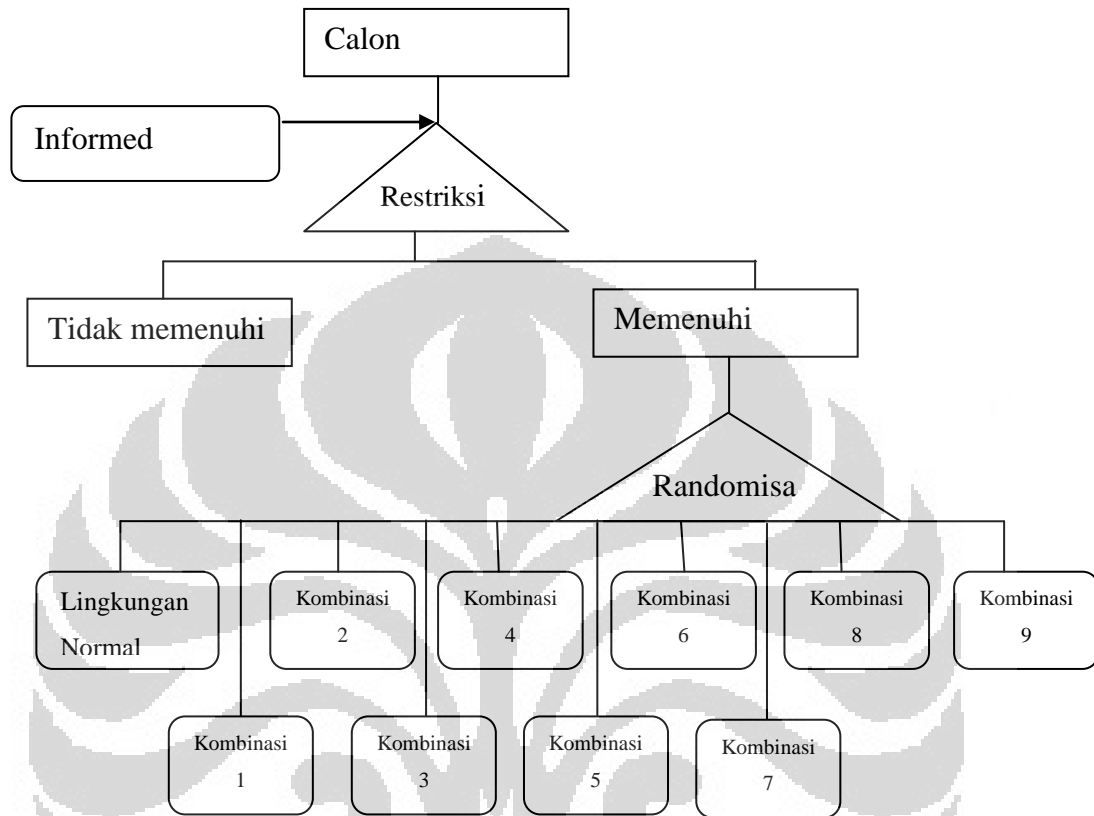 Calon
Informed
Restriksi
Tidak memenuhi
Memenuhi
Randomisa
Lingkungan
Normal
Kombinasi
2
Kombinasi
4
Kombinasi
6
Kombinasi
8
Kombinasi
9
Kombinasi
1
Kombinasi
3
Kombinasi
5
Kombinasi
7